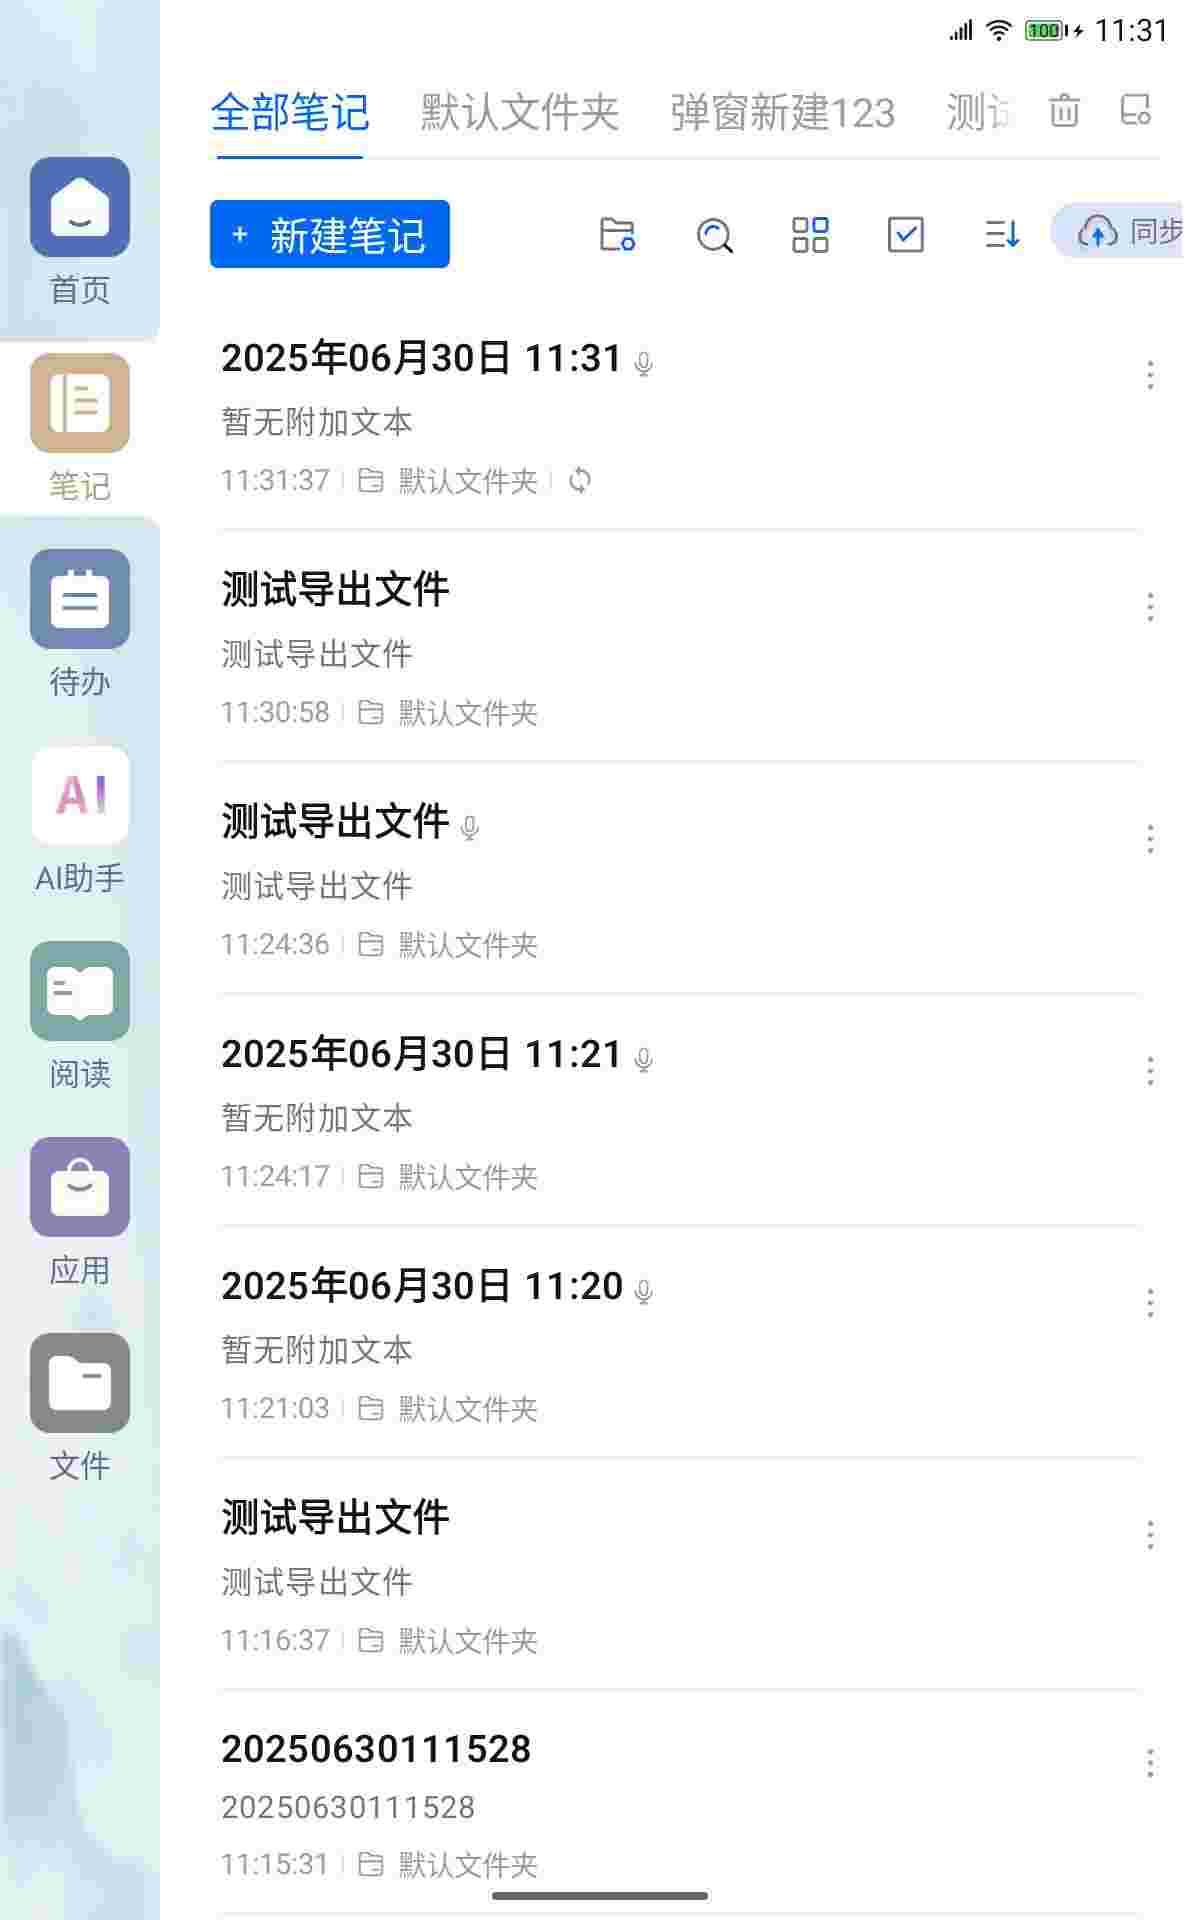 100 11:31
全部笔记 默认文件夹 弹窗新建123 测试
+ 新建笔记 同步
首页
笔记
待办
AI
AI助手
阅读
应用
文件
2025年06月30日 11:31
暂无附加文本
11:31:37 默认文件夹
测试导出文件
测试导出文件
11:30:58 默认文件夹
测试导出文件
测试导出文件
11:24:36 默认文件夹
2025年06月30日 11:21
暂无附加文本
11:24:17 默认文件夹
2025年06月30日 11:20
暂无附加文本
11:21:03 默认文件夹
测试导出文件
测试导出文件
11:16:37 默认文件夹
20250630111528
20250630111528
11:15:31 默认文件夹